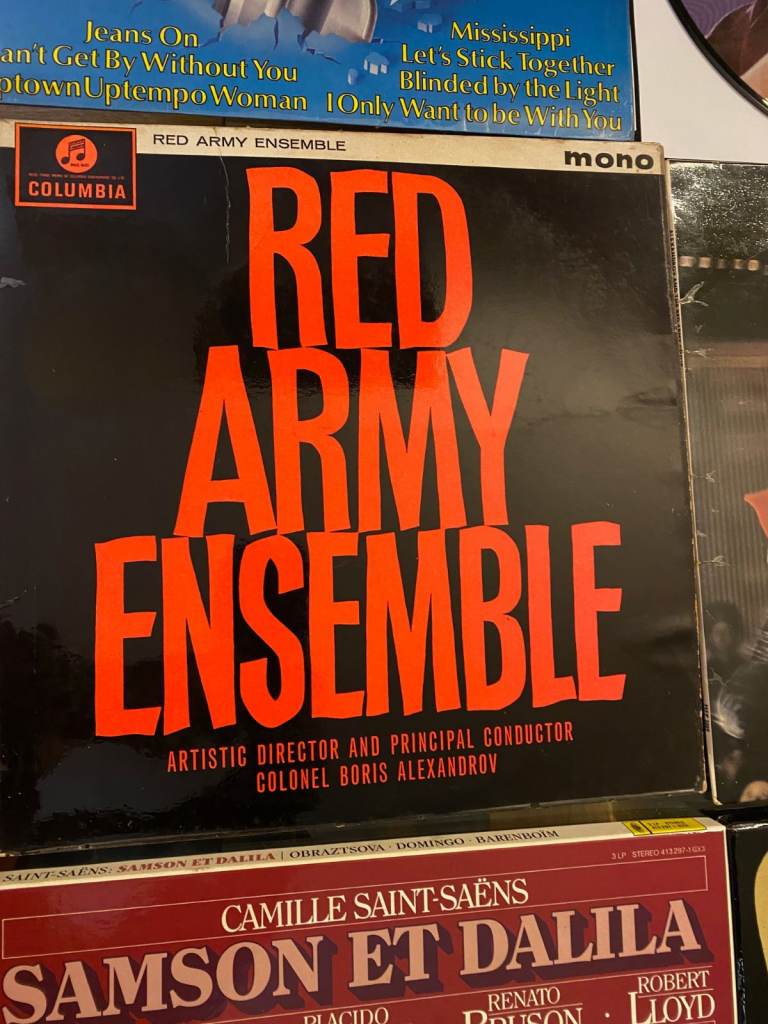 Jeans On
an't Get By Without You
ptown Uptempo Woman
Mississippi
Let's Stick Together
Blinded by the Light
I Only Want to be With You
COLUMBIA
RED ARMY ENSEMBLE
mono
RED
ARMY
ENSEMBLE
ARTISTIC DIRECTOR AND PRINCIPAL CONDUCTOR
COLONEL BORIS ALEXANDROV
SAINT-SAËNS: SAMSON ET DALILA | OBRAZTSOVA · DOMINGO · BARENBOÏM
3 LP STEREO 413 297-1 GX3
CAMILLE SAINT-SAËNS
SAMSON ET DALILA
PLACIDO
RENATO
BRUSON
ROBERT
LLOYD